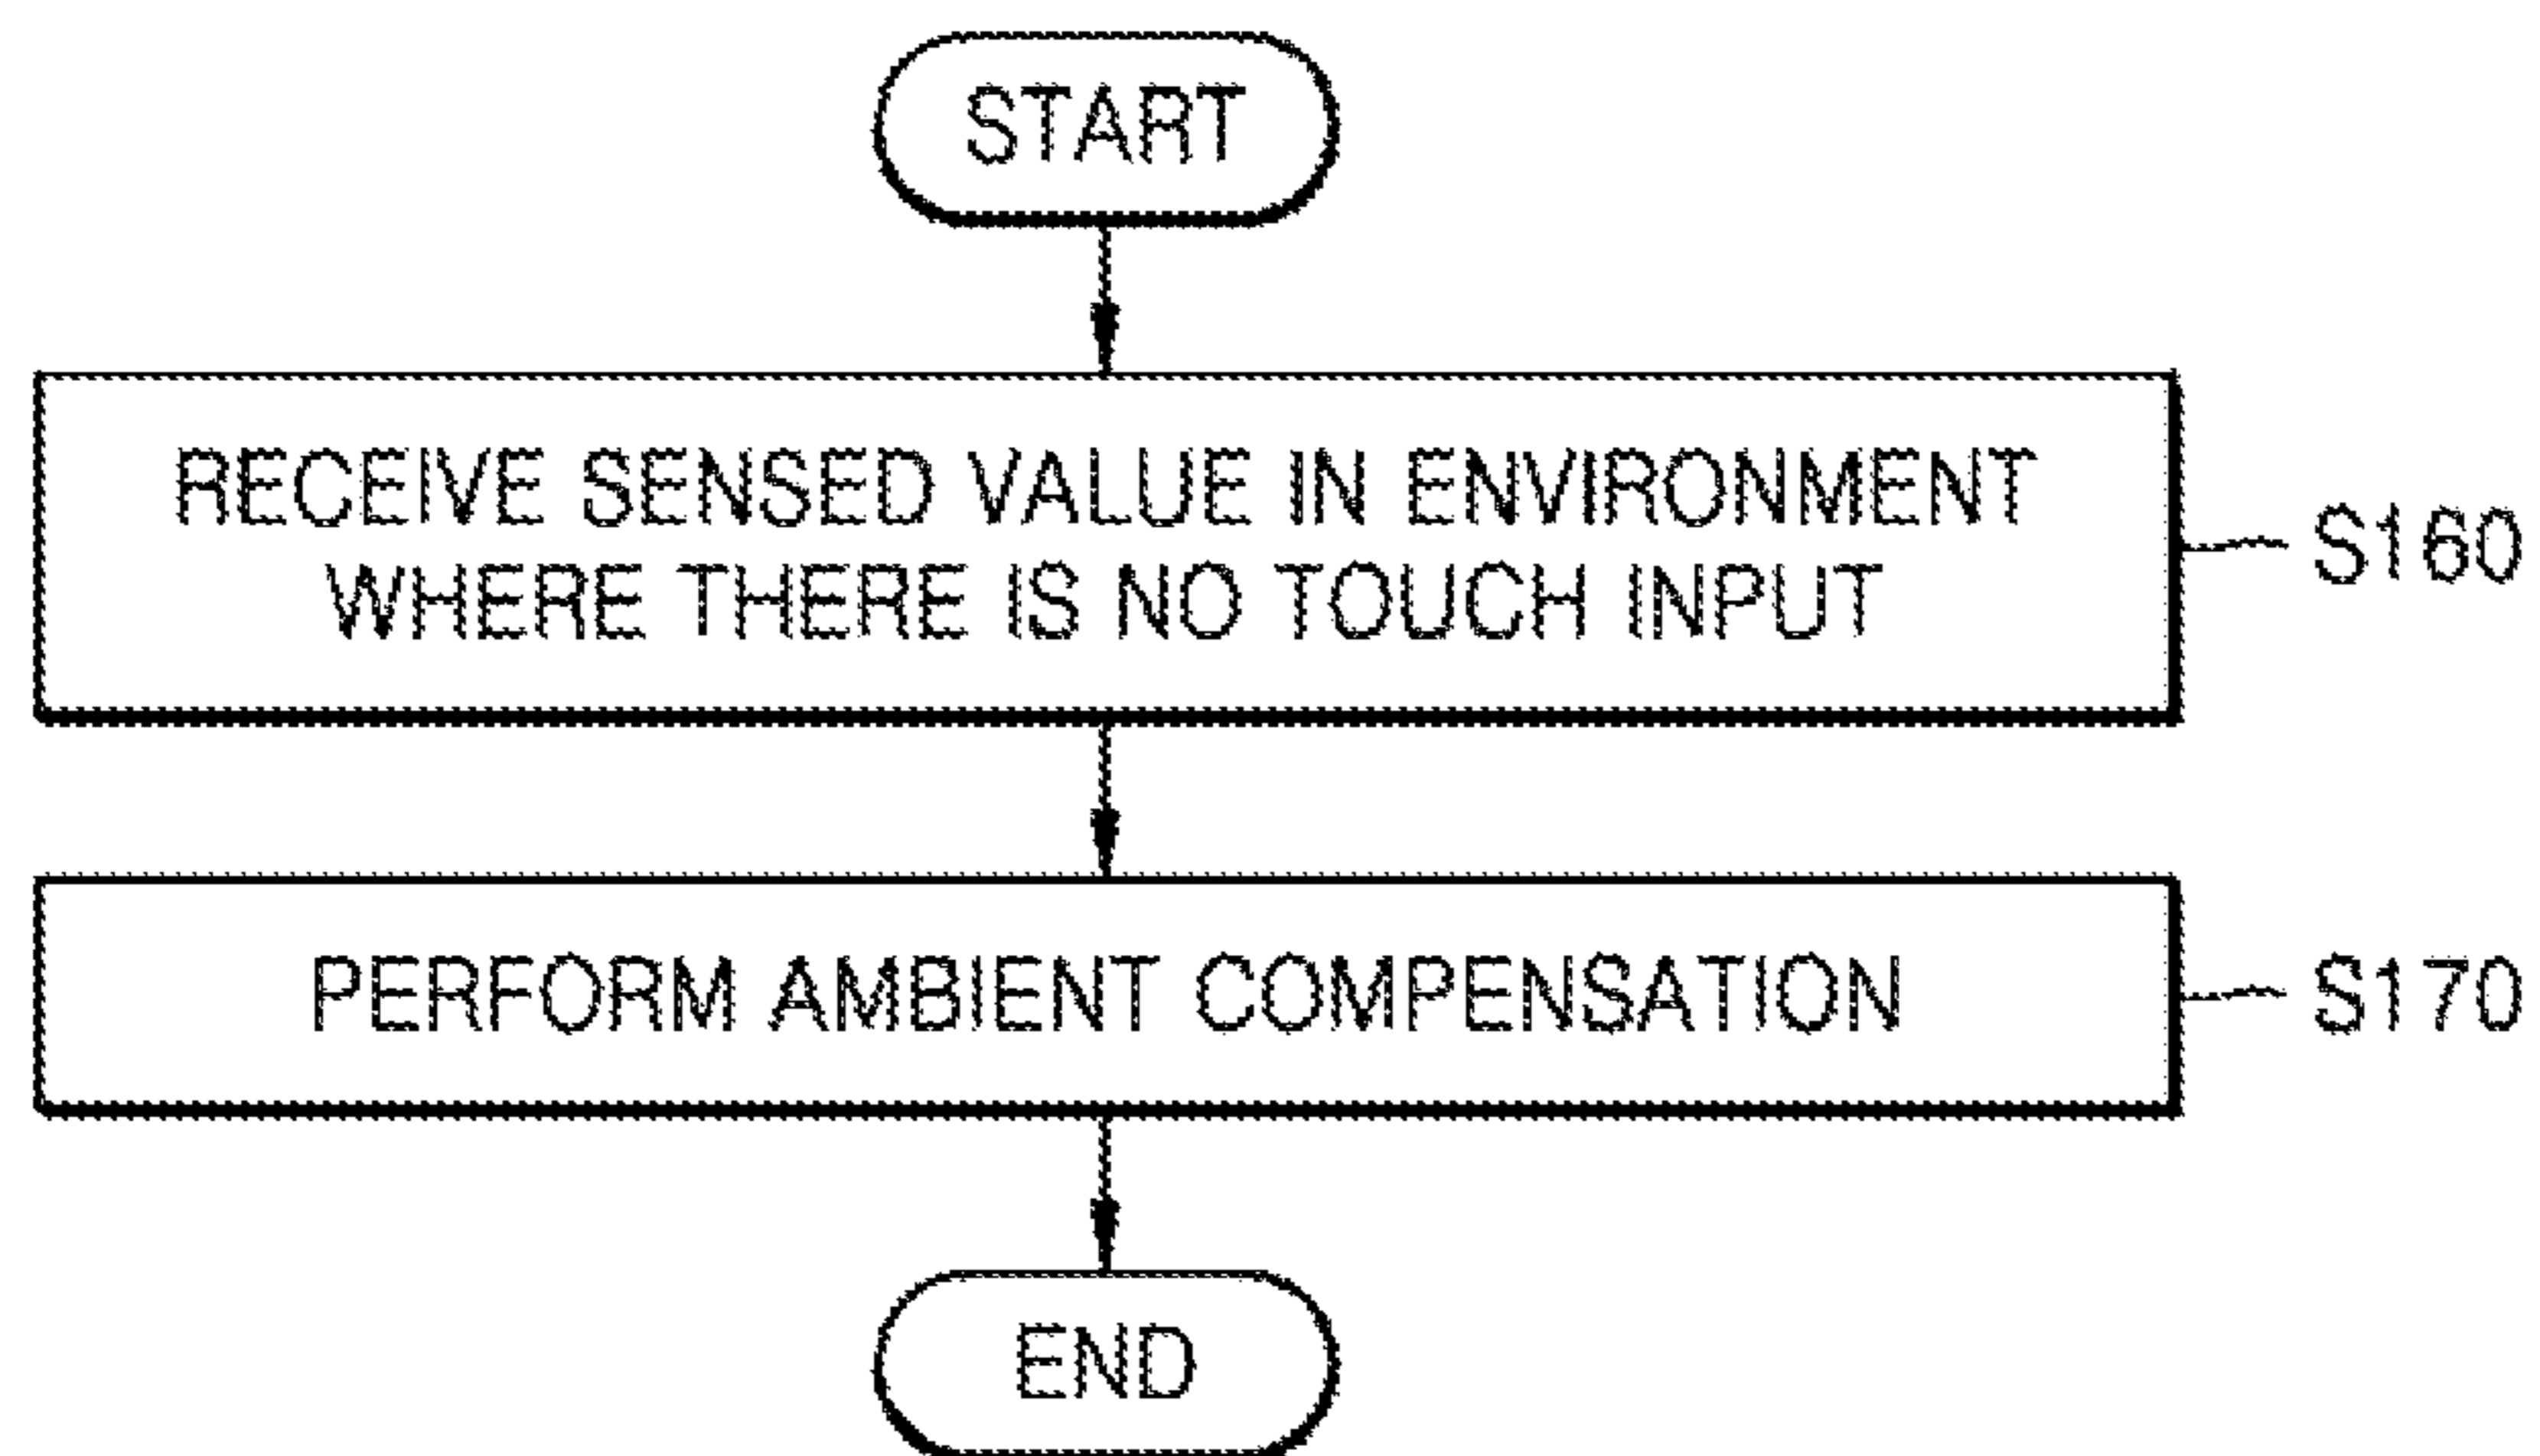 START
RECEIVE SENSED VALUE IN ENVIRONMENT
WHERE THERE IS NO TOUCH INPUT
S160
PERFORM AMBIENT COMPENSATION
S170
END